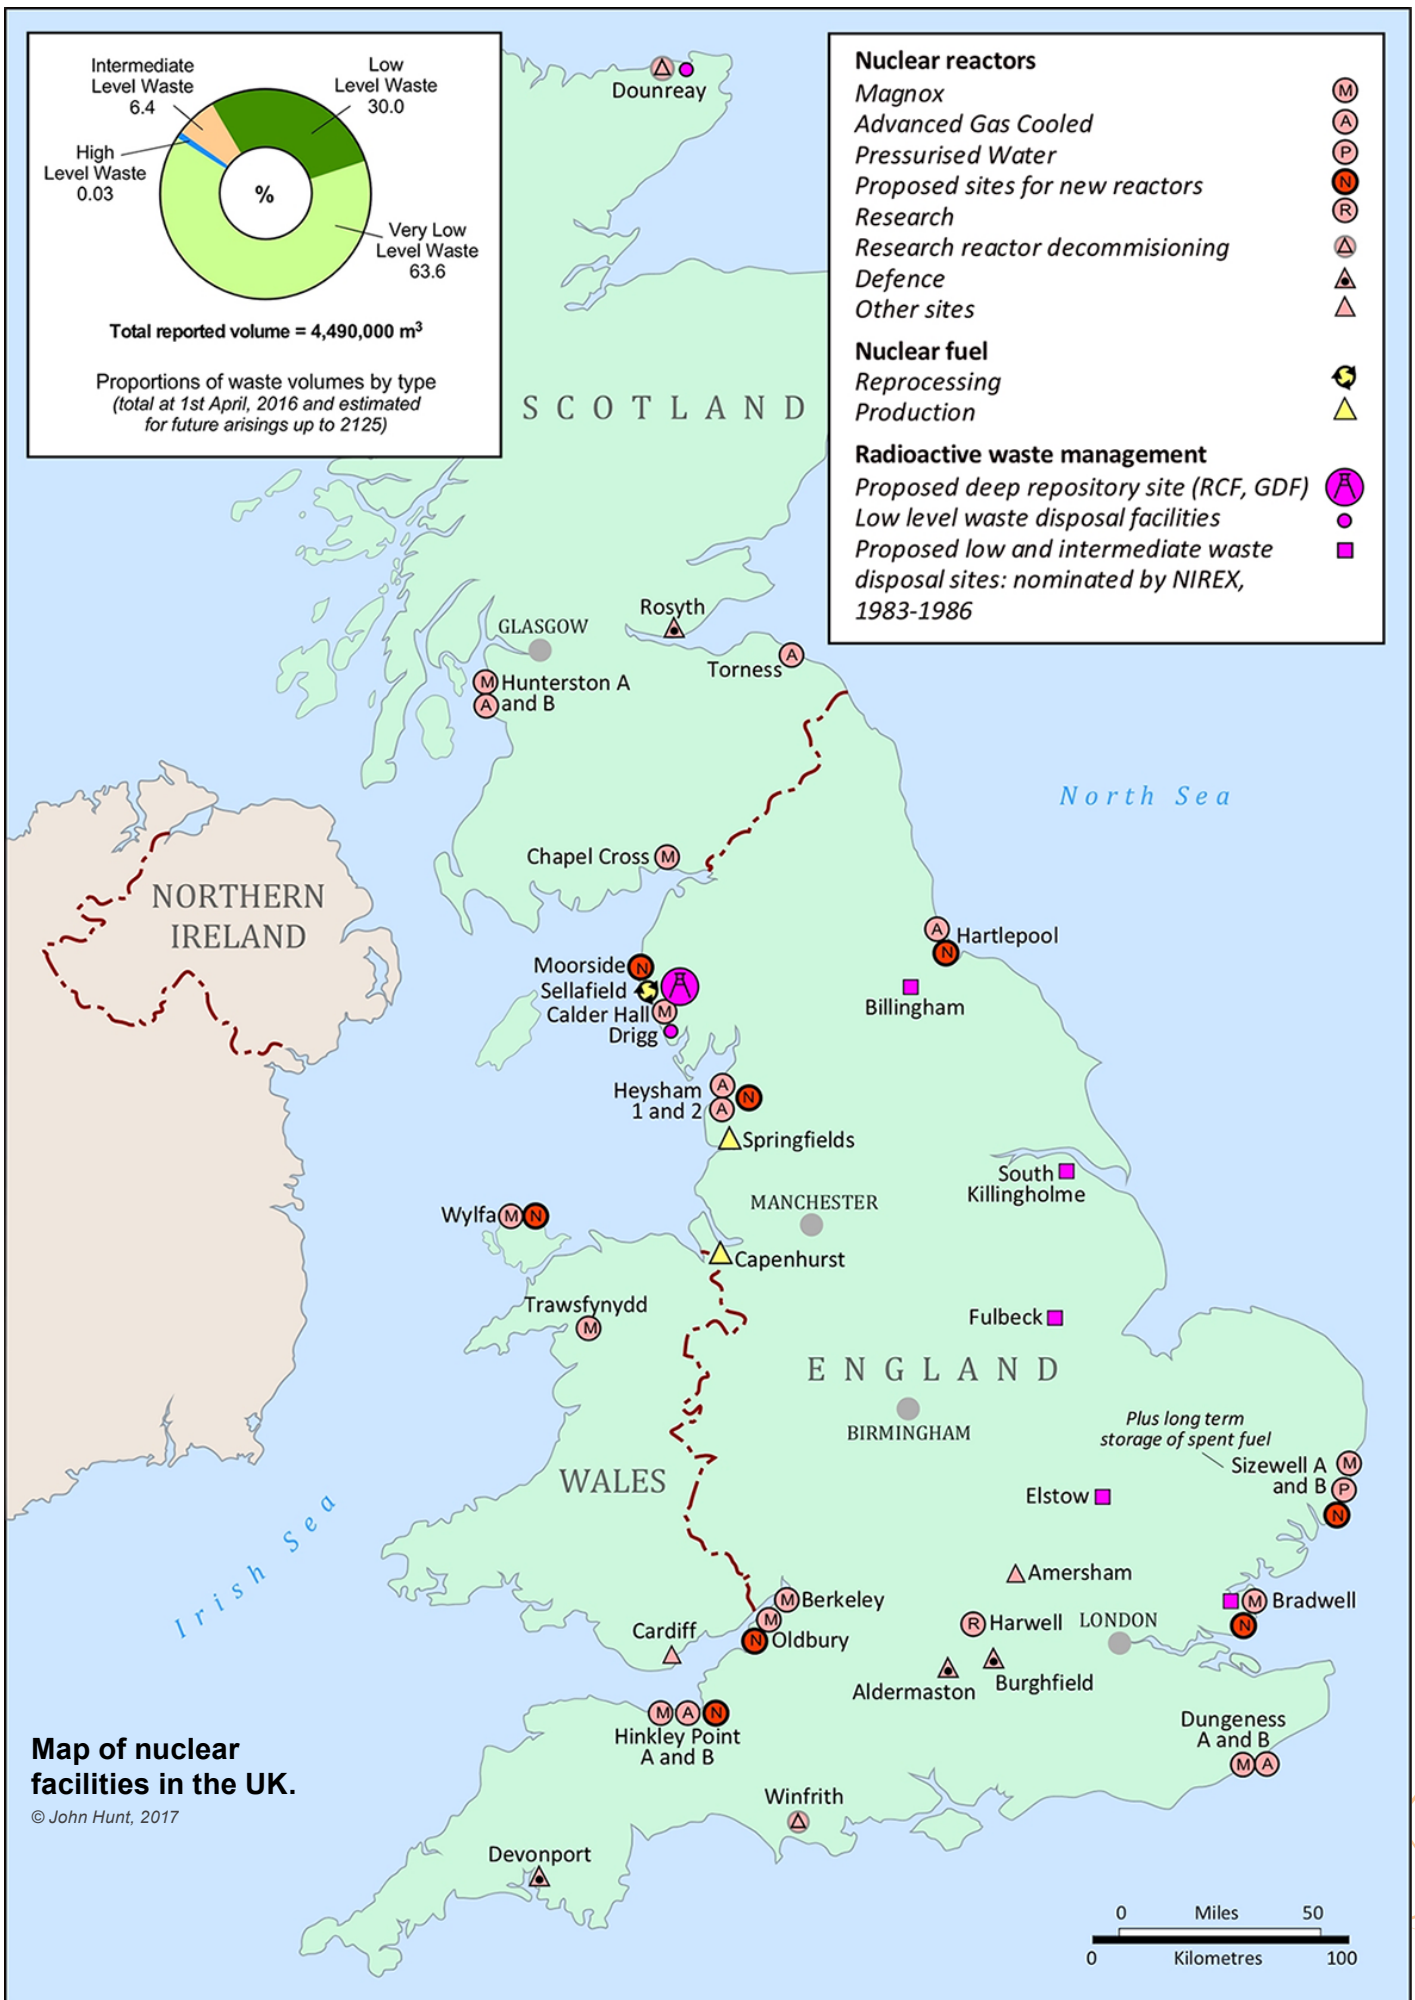 Intermediate
Level Waste
6.4
Low
Level Waste
30.0
High
Level Waste
0.03
%
Very Low
Level Waste
63.6
Total reported volume = 4,490,000 m³
Proportions of waste volumes by type
(total at 1st April, 2016 and estimated
for future arisings up to 2125)
Nuclear reactors
Magnox M
Advanced Gas Cooled A
Pressurised Water P
Proposed sites for new reactors N
Research R
Research reactor decommisioning
Defence
Other sites
Nuclear fuel
Reprocessing
Production
Radioactive waste management
Proposed deep repository site (RCF, GDF)
Low level waste disposal facilities
Proposed low and intermediate waste
disposal sites: nominated by NIREX,
1983-1986
Dounreay
SCOTLAND
Rosyth
GLASGOW
Torness A
M Hunterston A
A and B
North Sea
Chapel Cross M
NORTHERN
IRELAND
A Hartlepool
N
Moorside N
Sellafield
Calder Hall M
Drigg
Billingham
Heysham A N
1 and 2 A
Springfields
South
Killingholme
MANCHESTER
Wylfa M N
Capenhurst
Trawsfynydd
M
Fulbeck
ENGLAND
BIRMINGHAM
Plus long term
storage of spent fuel
Sizewell A M
and B P
N
WALES
Elstow
Irish Sea
Amersham
M Berkeley
M
N Oldbury
M Bradwell
N
R Harwell
LONDON
Cardiff
Aldermaston
Burghfield
M A N
Hinkley Point
A and B
Dungeness
A and B
M A
Winfrith
Devonport
Map of nuclear
facilities in the UK.
© John Hunt, 2017
0 Miles 50
0 Kilometres 100